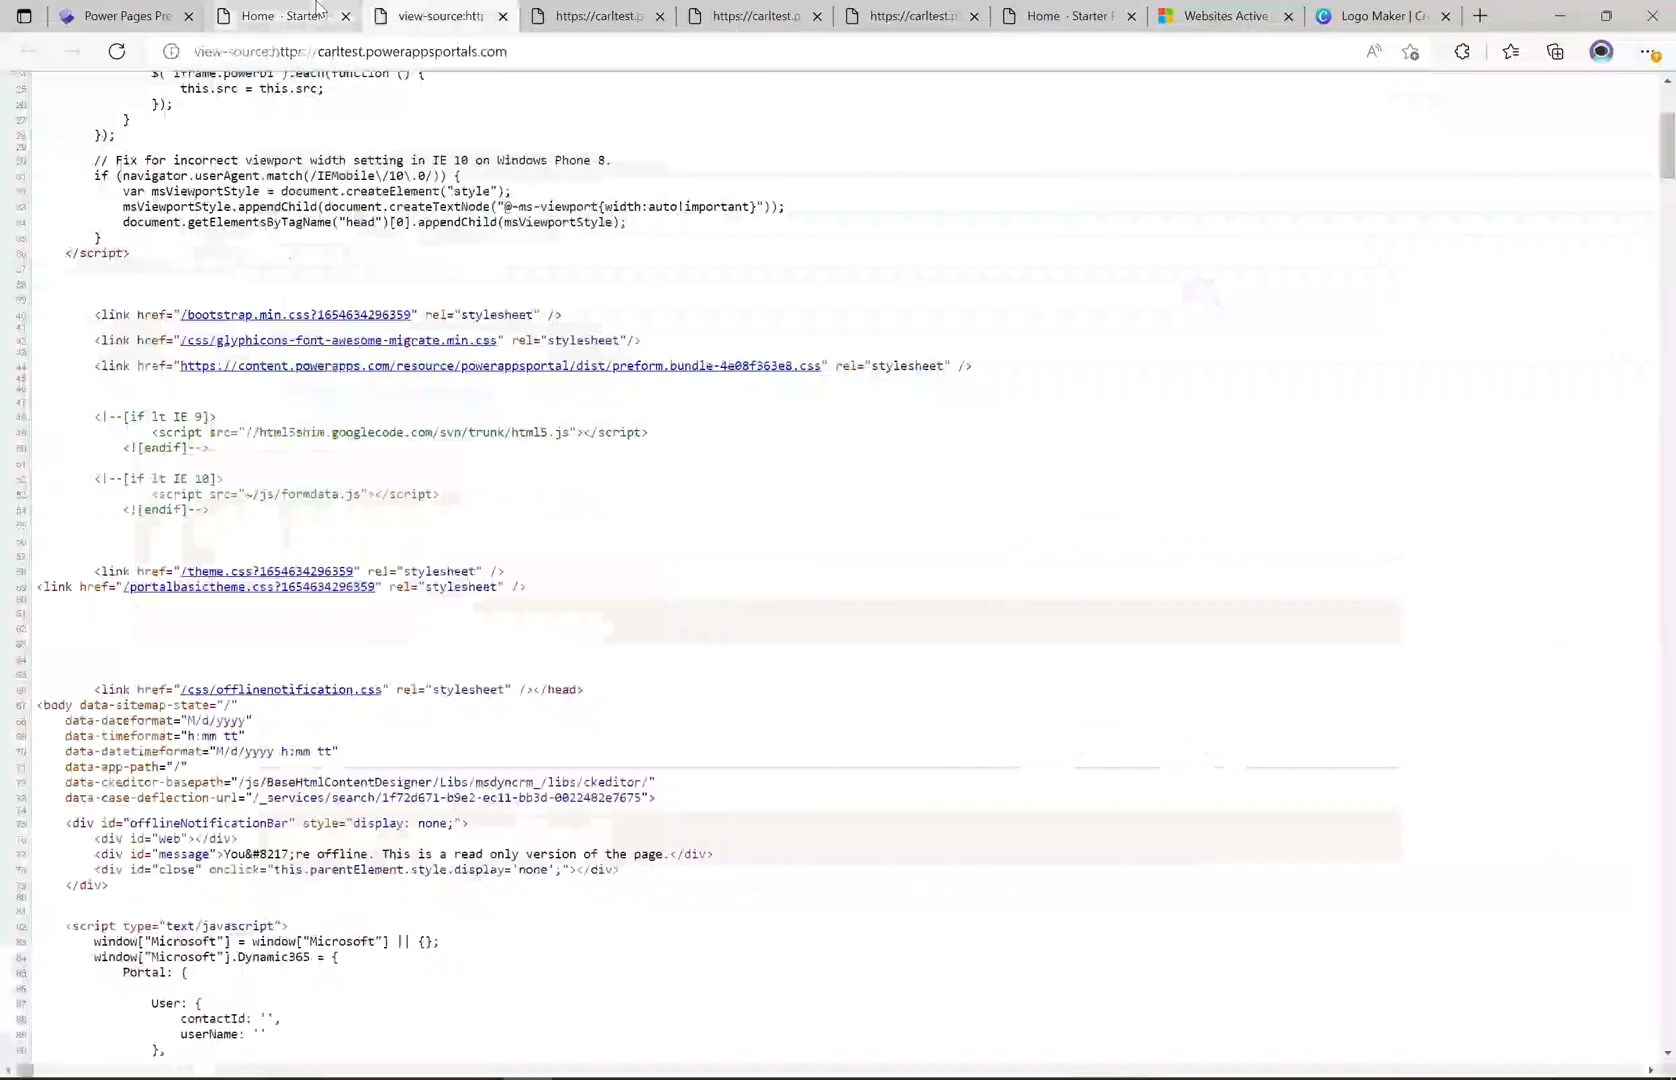 Power Pages Pre
Home · Starter
view-source:http
https://carltest.p
https://carltest.p
https://carltest.p
Home · Starter
Websites Active
Logo Maker | Cr
view-source:https://carltest.powerappsportals.com
$("iframe.powerbi").each(function () {
this.src = this.src;
});
}
});
// Fix for incorrect viewport width setting in IE 10 on Windows Phone 8.
if (navigator.userAgent.match(/IEMobile\/10\.0/)) {
var msViewportStyle = document.createElement("style");
msViewportStyle.appendChild(document.createTextNode("@-ms-viewport{width:auto!important}"));
document.getElementsByTagName("head")[0].appendChild(msViewportStyle);
}
</script>
<link href="/bootstrap.min.css?1654634296359" rel="stylesheet" />
<link href="/css/glyphicons-font-awesome-migrate.min.css" rel="stylesheet"/>
<link href="https://content.powerapps.com/resource/powerappsportal/dist/preform.bundle-4e08f363e8.css" rel="stylesheet" />
<!--[if lt IE 9]>
<script src="//html5shim.googlecode.com/svn/trunk/html5.js"></script>
<![endif]-->
<!--[if lt IE 10]>
<script src="~/js/formdata.js"></script>
<![endif]-->
<link href="/theme.css?1654634296359" rel="stylesheet" />
<link href="/portalbasictheme.css?1654634296359" rel="stylesheet" />
<link href="/css/offlinenotification.css" rel="stylesheet" /></head>
<body data-sitemap-state="/"
data-dateformat="M/d/yyyy"
data-timeformat="h:mm tt"
data-datetimeformat="M/d/yyyy h:mm tt"
data-app-path="/"
data-ckeditor-basepath="/js/BaseHtmlContentDesigner/Libs/msdyncrm_/libs/ckeditor/"
data-case-deflection-url="/_services/search/1f72d671-b9e2-ec11-bb3d-0022482e7675">
<div id="offlineNotificationBar" style="display: none;">
<div id="web"></div>
<div id="message">You&#8217;re offline. This is a read only version of the page.</div>
<div id="close" onclick="this.parentElement.style.display='none';"></div>
</div>
<script type="text/javascript">
window["Microsoft"] = window["Microsoft"] || {};
window["Microsoft"].Dynamic365 = {
Portal: {
User: {
contactId: '',
userName: ''
},